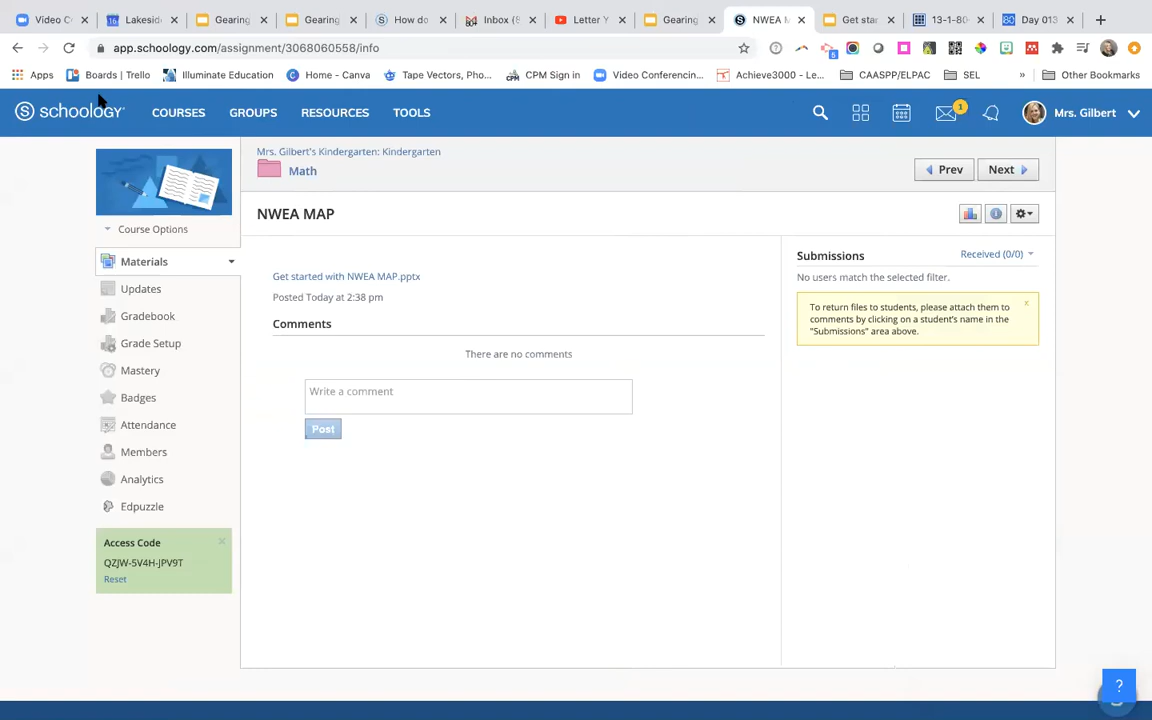 Video C
16 Lakesid
Gearing
Gearing
How do
Inbox (8
Letter Y
Gearing
NWEA M
Get star
13-1-80-
Day 013
app.schoology.com/assignment/3068060558/info
5
Apps
Boards | Trello
Illuminate Education
Home - Canva
Tape Vectors, Pho...
CPM Sign in
Video Conferencin...
Achieve3000 - Le...
CAASPP/ELPAC
SEL
»
Other Bookmarks
S schoology
COURSES
GROUPS
RESOURCES
TOOLS
1
Mrs. Gilbert
Mrs. Gilbert's Kindergarten: Kindergarten
Math
Prev
Next
Course Options
NWEA MAP
Materials
Updates
Gradebook
Grade Setup
Mastery
Badges
Attendance
Members
Analytics
Edpuzzle
Access Code
QZJW-5V4H-JPV9T
Reset
Get started with NWEA MAP.pptx
Posted Today at 2:38 pm
Comments
There are no comments
Write a comment
Post
Submissions
Received (0/0)
No users match the selected filter.
To return files to students, please attach them to
comments by clicking on a student's name in the
"Submissions" area above.
?